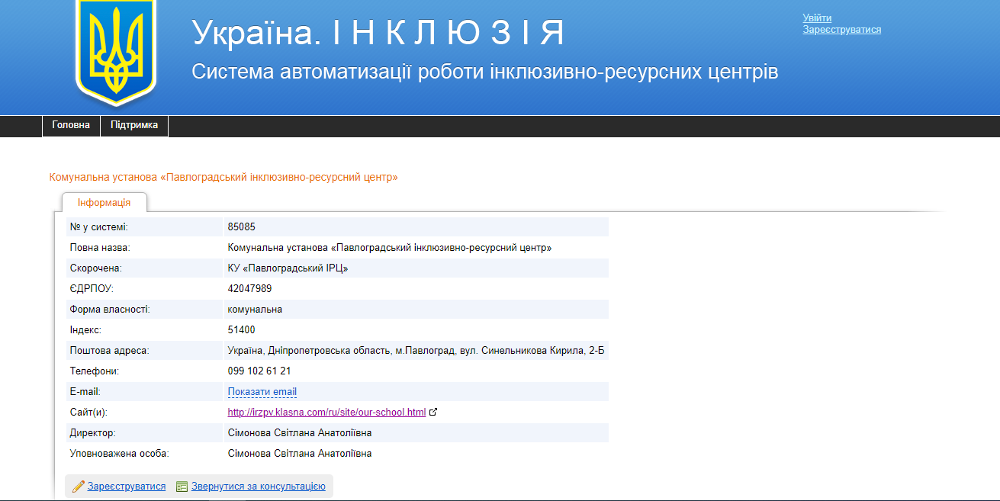 Україна. І Н К Л Ю З І Я
Система автоматизації роботи інклюзивно-ресурсних центрів
Увійти
Зареєструватися
Головна
Підтримка
Комунальна установа «Павлоградський інклюзивно-ресурсний центр»
Інформація
№ у системі: 85085
Повна назва: Комунальна установа «Павлоградський інклюзивно-ресурсний центр»
Скорочена: КУ «Павлоградський ІРЦ»
ЄДРПОУ: 42047989
Форма власності: комунальна
Індекс: 51400
Поштова адреса: Україна, Дніпропетровська область, м.Павлоград, вул. Синельникова Кирила, 2-Б
Телефони: 099 102 61 21
E-mail: Показати email
Сайт(и): http://irzpv.klasna.com/ru/site/our-school.html
Директор: Сімонова Світлана Анатоліївна
Уповноважена особа: Сімонова Світлана Анатоліївна
Зареєструватися
Звернутися за консультацією